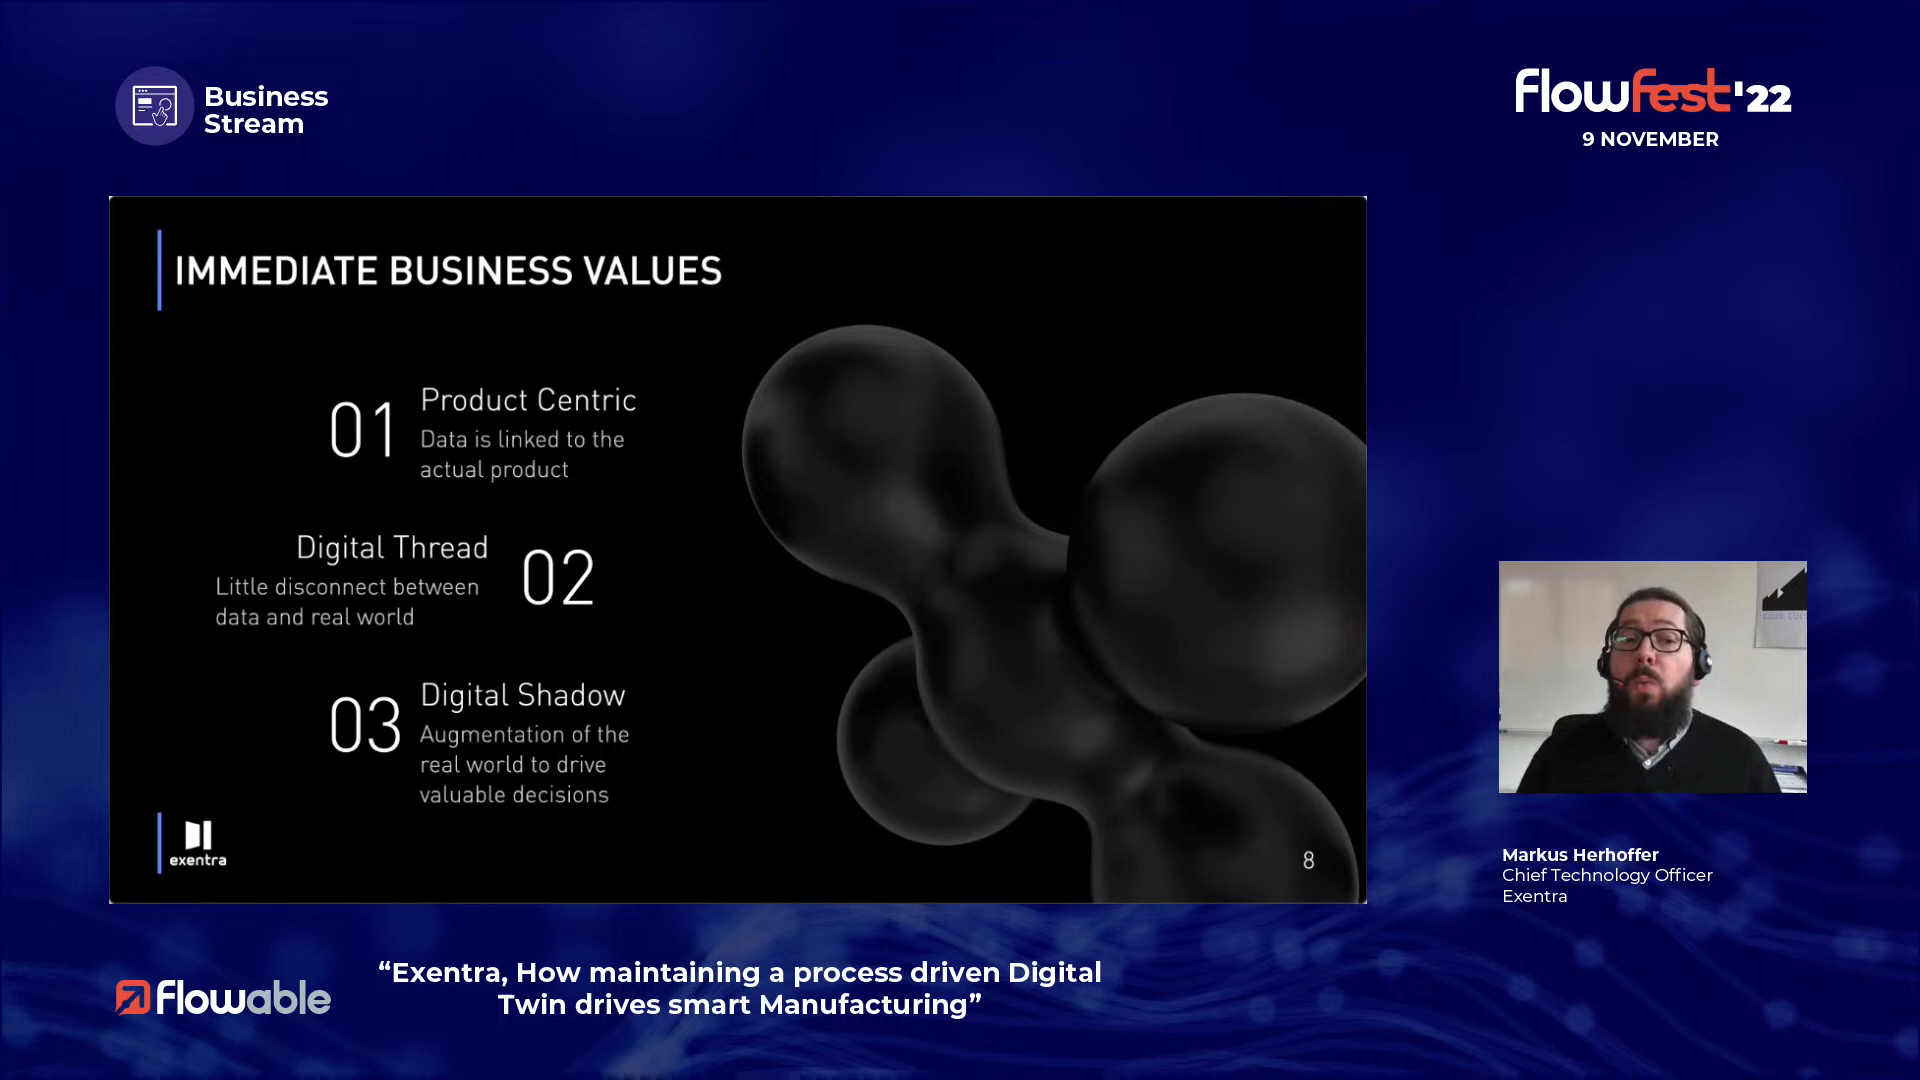 Business
Stream
flowfest'22
9 NOVEMBER
IMMEDIATE BUSINESS VALUES
01
Product Centric
Data is linked to the
actual product
Digital Thread
Little disconnect between
data and real world
02
03
Digital Shadow
Augmentation of the
real world to drive
valuable decisions
exentra
8
Markus Herhoffer
Chief Technology Officer
Exentra
flowable
“Exentra, How maintaining a process driven Digital
Twin drives smart Manufacturing”